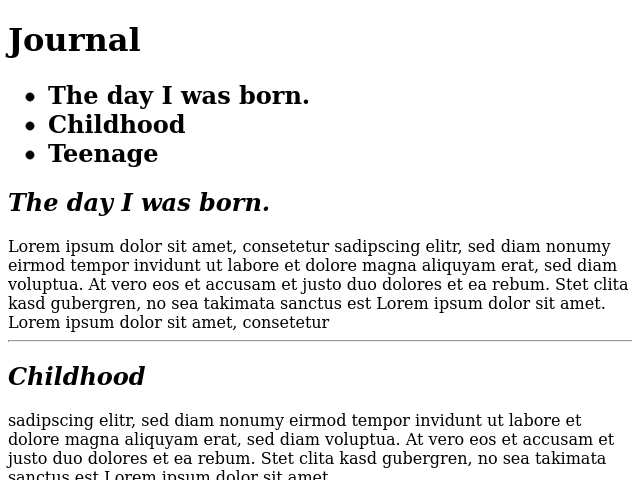 Journal
The day I was born.
Childhood
Teenage
The day I was born.
Lorem ipsum dolor sit amet, consetetur sadipscing elitr, sed diam nonumy
eirmod tempor invidunt ut labore et dolore magna aliquyam erat, sed diam
voluptua. At vero eos et accusam et justo duo dolores et ea rebum. Stet clita
kasd gubergren, no sea takimata sanctus est Lorem ipsum dolor sit amet.
Lorem ipsum dolor sit amet, consetetur
Childhood
sadipscing elitr, sed diam nonumy eirmod tempor invidunt ut labore et
dolore magna aliquyam erat, sed diam voluptua. At vero eos et accusam et
justo duo dolores et ea rebum. Stet clita kasd gubergren, no sea takimata
sanctus est Lorem ipsum dolor sit amet.